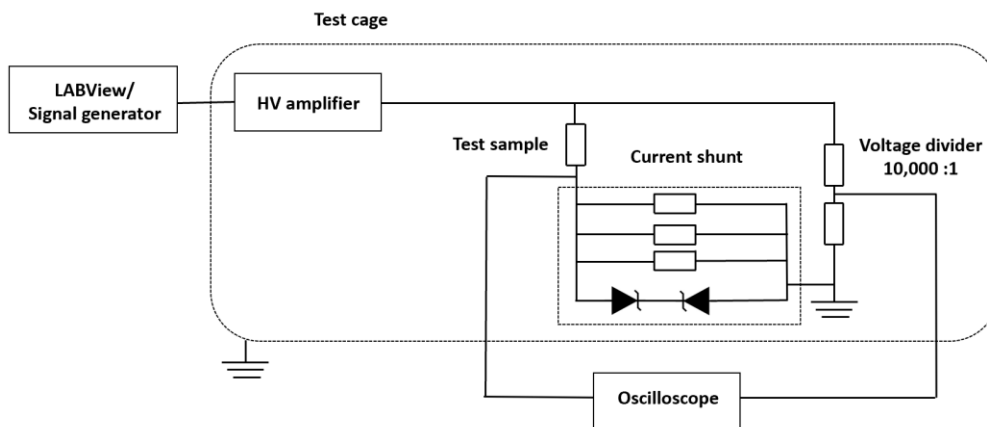 Test cage
LABView/
Signal generator
HV amplifier
Test sample
Current shunt
Voltage divider
10,000 :1
Oscilloscope